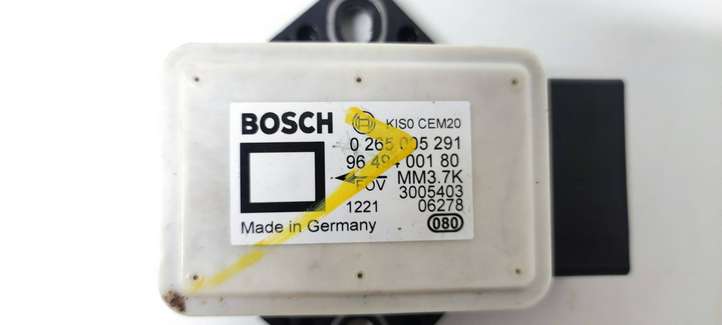 BOSCH KIS0 CEM20
0 265 005 291
96 001 80
FOV MM3.7K
3005403
1221 06278
Made in Germany 080